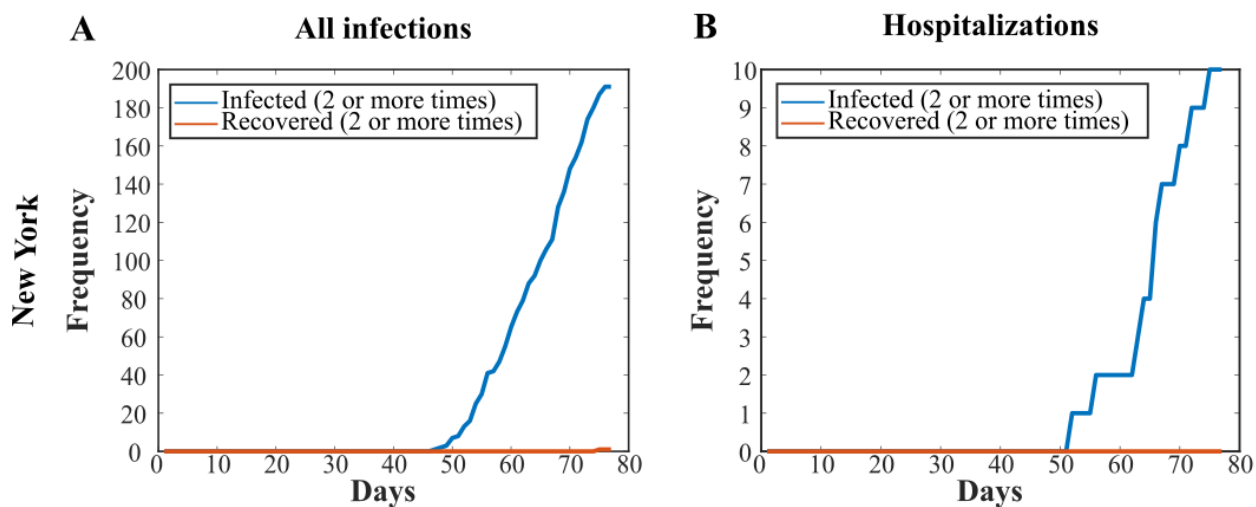 A All infections
New York
Frequency
200
180
160
140
120
100
80
60
40
20
0
Infected (2 or more times)
Recovered (2 or more times)
0 10 20 30 40 50 60 70 80
Days
B Hospitalizations
Frequency
10
9
8
7
6
5
4
3
2
1
0
Infected (2 or more times)
Recovered (2 or more times)
0 10 20 30 40 50 60 70 80
Days